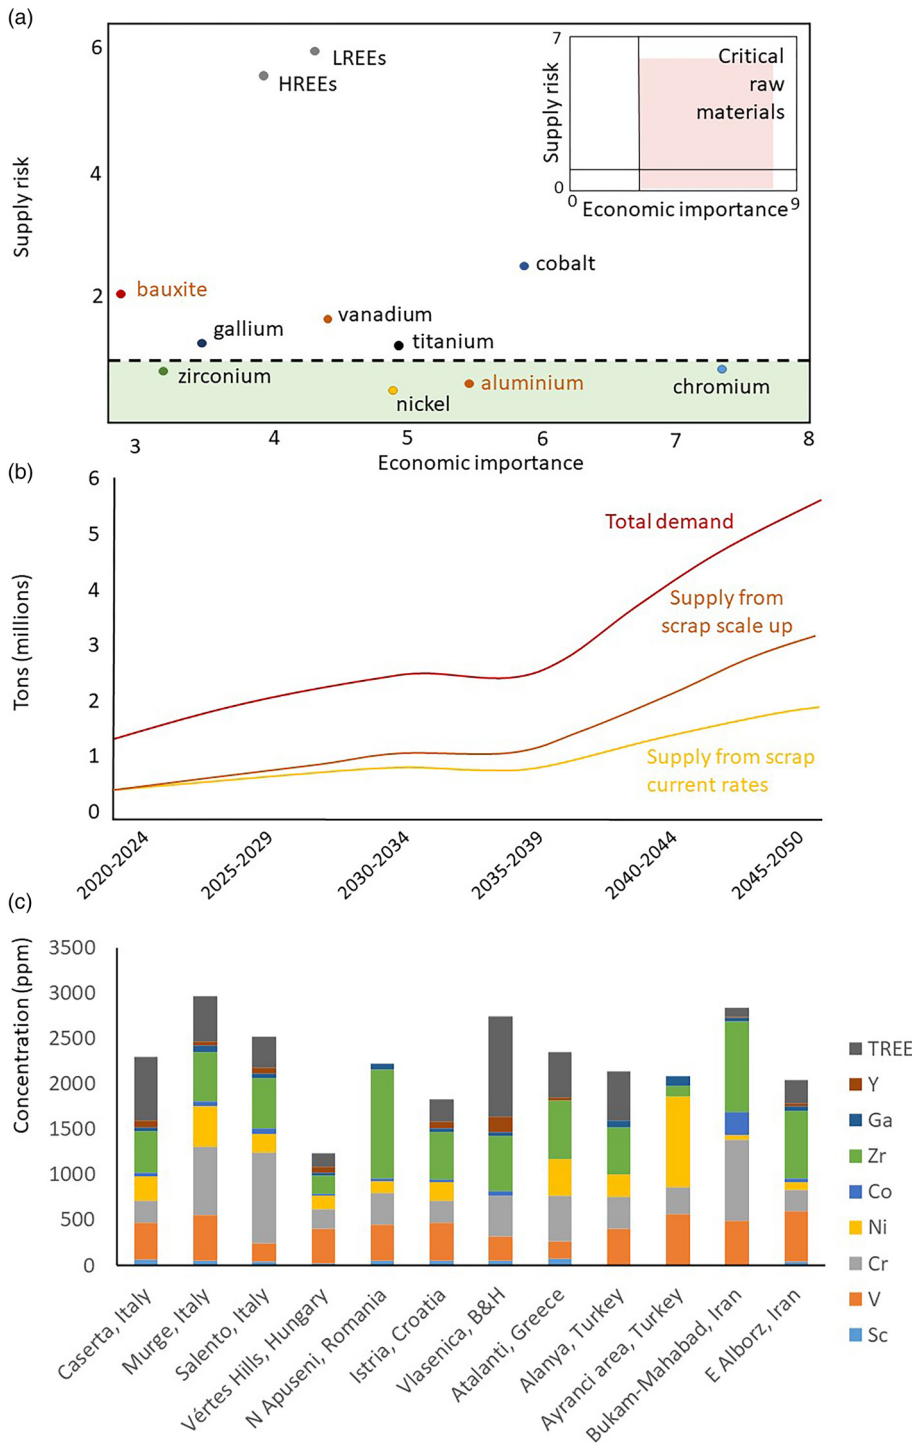 (a)
Supply risk
6
4
2
LREEs
HREEs
cobalt
bauxite
vanadium
gallium
titanium
zirconium
aluminium
nickel
chromium
7
Supply risk
0
Critical
raw
materials
0
Economic importance
9
3
4
5
6
7
8
Economic importance
(b)
Tons (millions)
6
5
4
3
2
1
0
Total demand
Supply from
scrap scale up
Supply from scrap
current rates
2020-2024
2025-2029
2030-2034
2035-2039
2040-2044
2045-2050
(c)
Concentration (ppm)
3500
3000
2500
2000
1500
1000
500
0
TREE
Y
Ga
Zr
Co
Ni
Cr
V
Sc
Caserta, Italy
Murge, Italy
Salento, Italy
Vértes Hills, Hungary
N Apuseni, Romania
Istria, Croatia
Vlasenica, B&H
Atalanti, Greece
Alanya, Turkey
Ayranci area, Turkey
Bukam-Mahabad, Iran
E Alborz, Iran